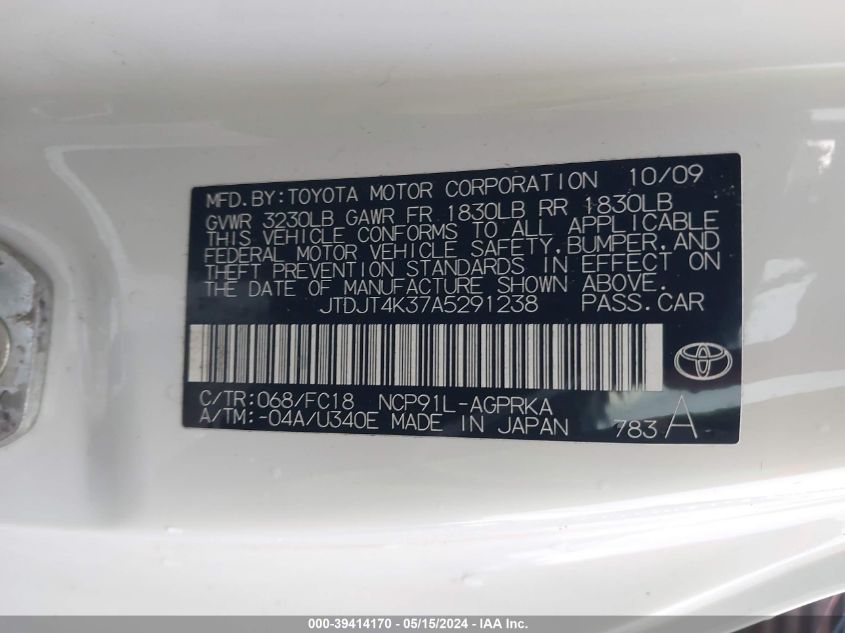 MFD.BY:TOYOTA MOTOR CORPORATION 10/09
GVWR 3230LB GAWR FR 1830LB RR 1830LB
THIS VEHICLE CONFORMS TO ALL APPLICABLE
FEDERAL MOTOR VEHICLE SAFETY,BUMPER,AND
THEFT PREVENTION STANDARDS IN EFFECT ON
THE DATE OF MANUFACTURE SHOWN ABOVE.
JTDJT4K37A5291238 PASS.CAR
C/TR:068/FC18 NCP91L-AGPRKA
A/TM:-04A/U340E MADE IN JAPAN 783 A
000-39414170 - 05/15/2024 - IAA Inc.